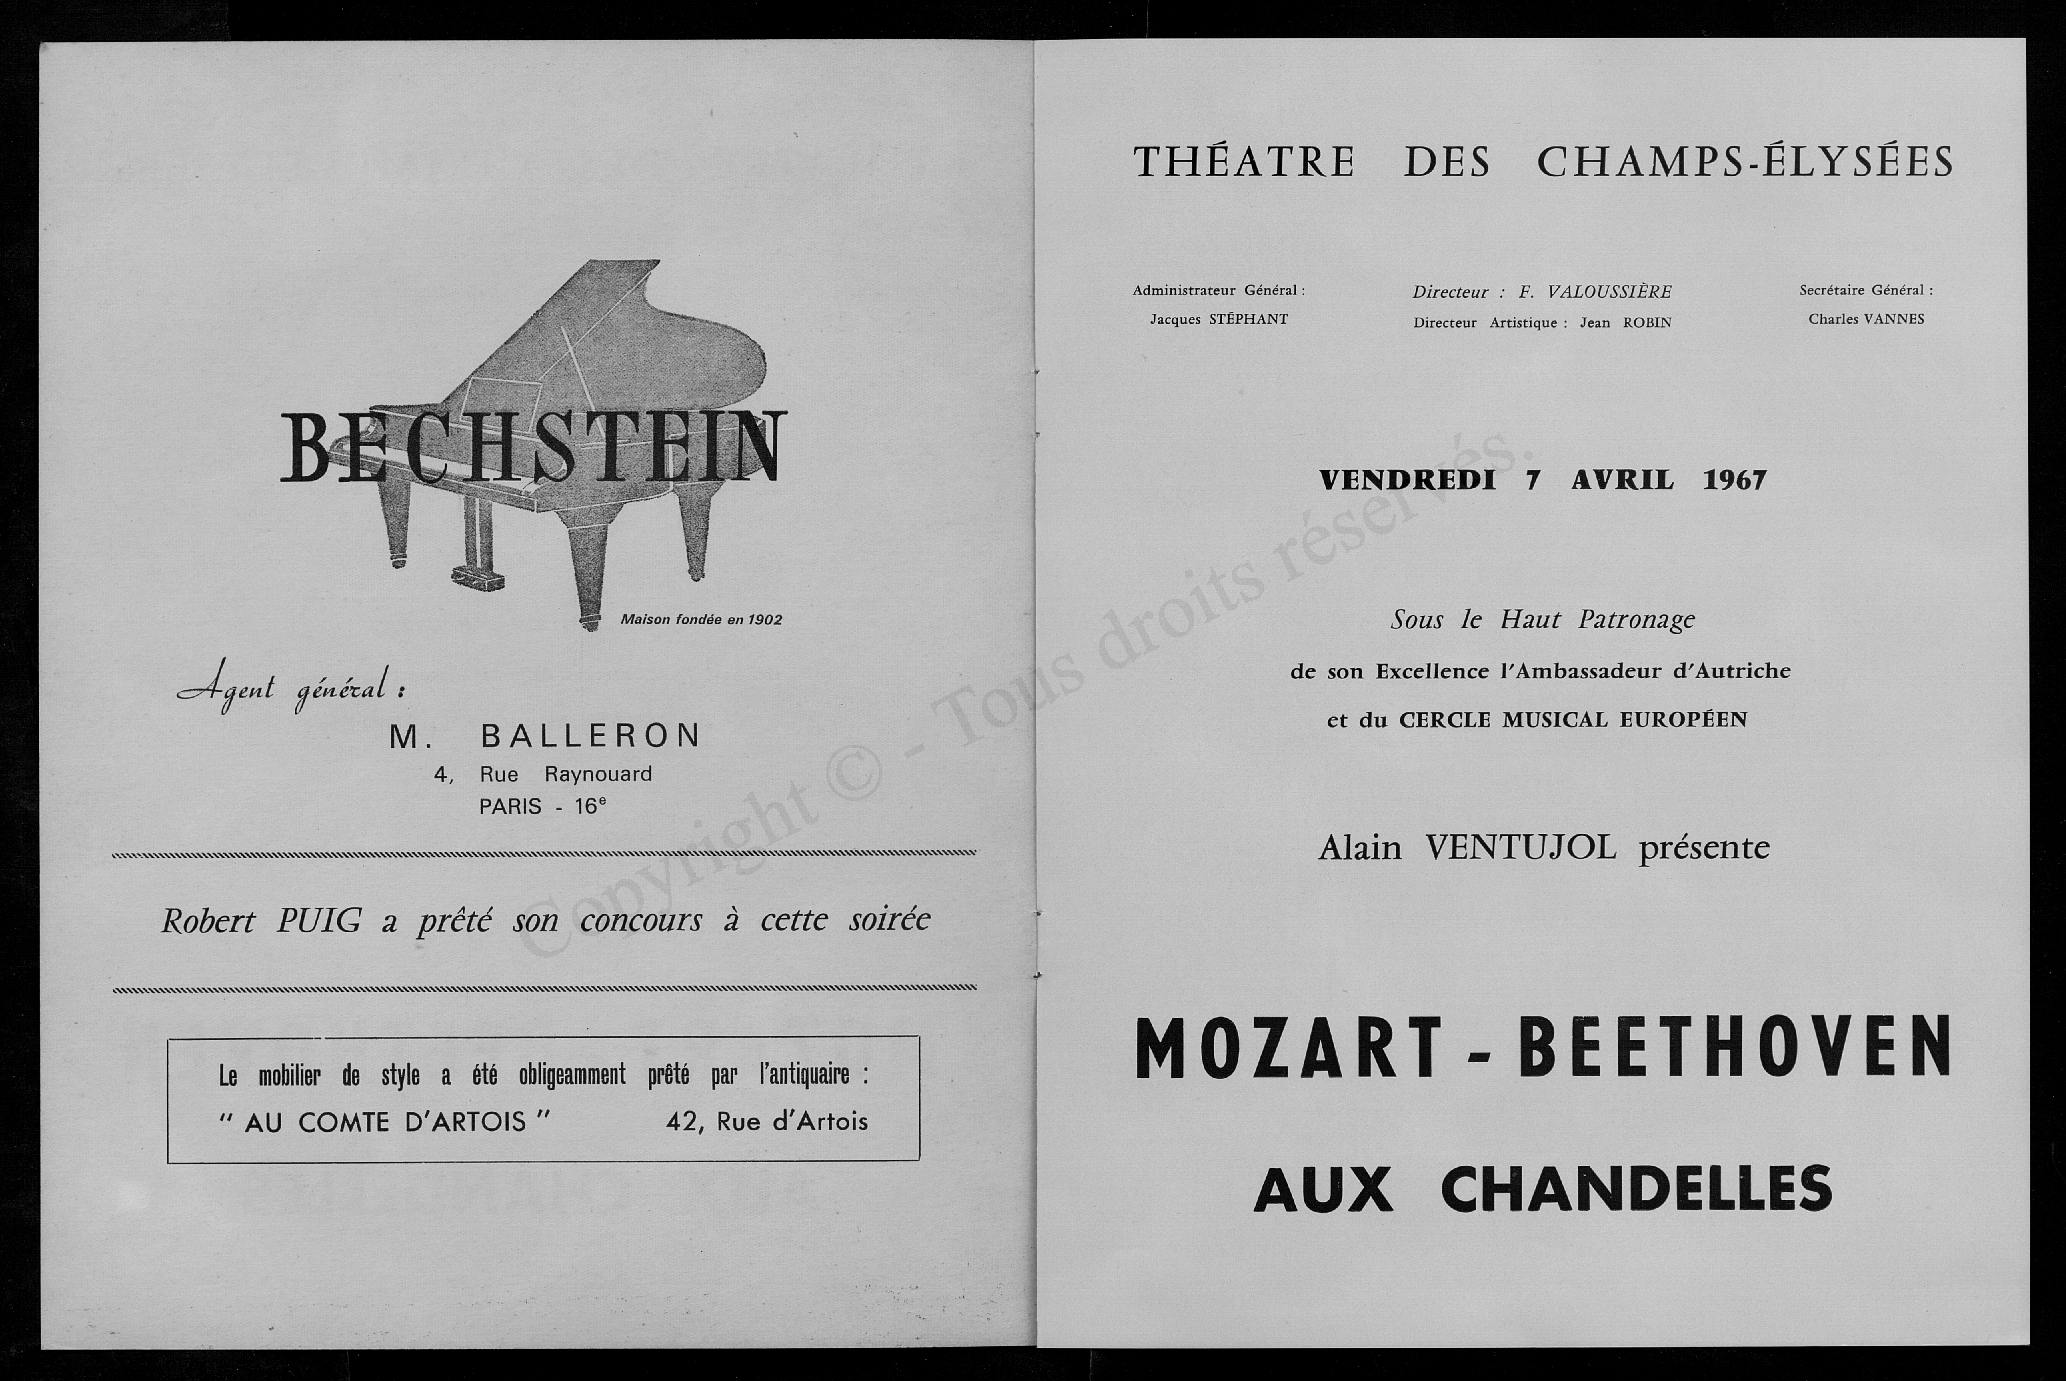 BECHSTEIN
Maison fondée en 1902
Agent général :
M. BALLERON
4, Rue Raynouard
PARIS - 16e
Robert PUIG a prêté son concours à cette soirée
Le mobilier de style a été obligeamment prêté par l'antiquaire :
" AU COMTE D'ARTOIS " 42, Rue d'Artois
THÉATRE DES CHAMPS-ÉLYSÉES
Administrateur Général :
Jacques STÉPHANT
Directeur : F. VALOUSSIÈRE
Directeur Artistique : Jean ROBIN
Secrétaire Général :
Charles VANNES
VENDREDI 7 AVRIL 1967
Sous le Haut Patronage
de son Excellence l'Ambassadeur d'Autriche
et du CERCLE MUSICAL EUROPÉEN
Alain VENTUJOL présente
MOZART - BEETHOVEN
AUX CHANDELLES
Copyright © - Tous droits réservés.